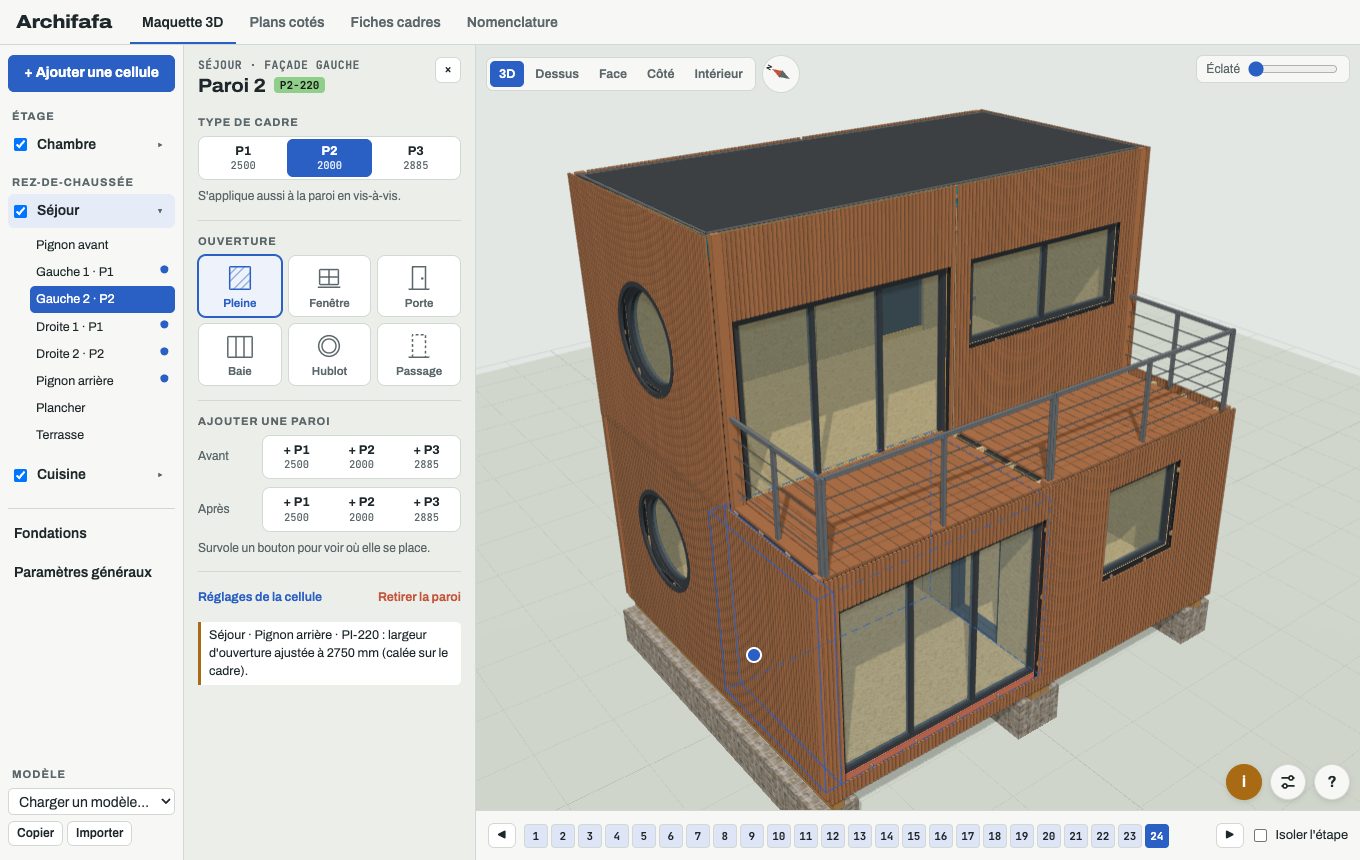 Archifafa
Maquette 3D
Plans cotés
Fiches cadres
Nomenclature
+ Ajouter une cellule
ÉTAGE
Chambre
REZ-DE-CHAUSSÉE
Séjour
Pignon avant
Gauche 1 · P1
Gauche 2 · P2
Droite 1 · P1
Droite 2 · P2
Pignon arrière
Plancher
Terrasse
Cuisine
Fondations
Paramètres généraux
MODÈLE
Charger un modèle...
Copier Importer
SÉJOUR · FAÇADE GAUCHE
Paroi 2 P2-220
×
TYPE DE CADRE
P1 P2 P3
2500 2000 2885
S'applique aussi à la paroi en vis-à-vis.
OUVERTURE
Pleine Fenêtre Porte
Baie Hublot Passage
AJOUTER UNE PAROI
Avant
+ P1 + P2 + P3
2500 2000 2885
Après
+ P1 + P2 + P3
2500 2000 2885
Survole un bouton pour voir où elle se place.
Réglages de la cellule Retirer la paroi
Séjour · Pignon arrière · PI-220 : largeur
d'ouverture ajustée à 2750 mm (calée sur le
cadre).
3D Dessus Face Côté Intérieur
N
Éclaté
i
?
1 2 3 4 5 6 7 8 9 10 11 12 13 14 15 16 17 18 19 20 21 22 23 24
Isoler l'étape